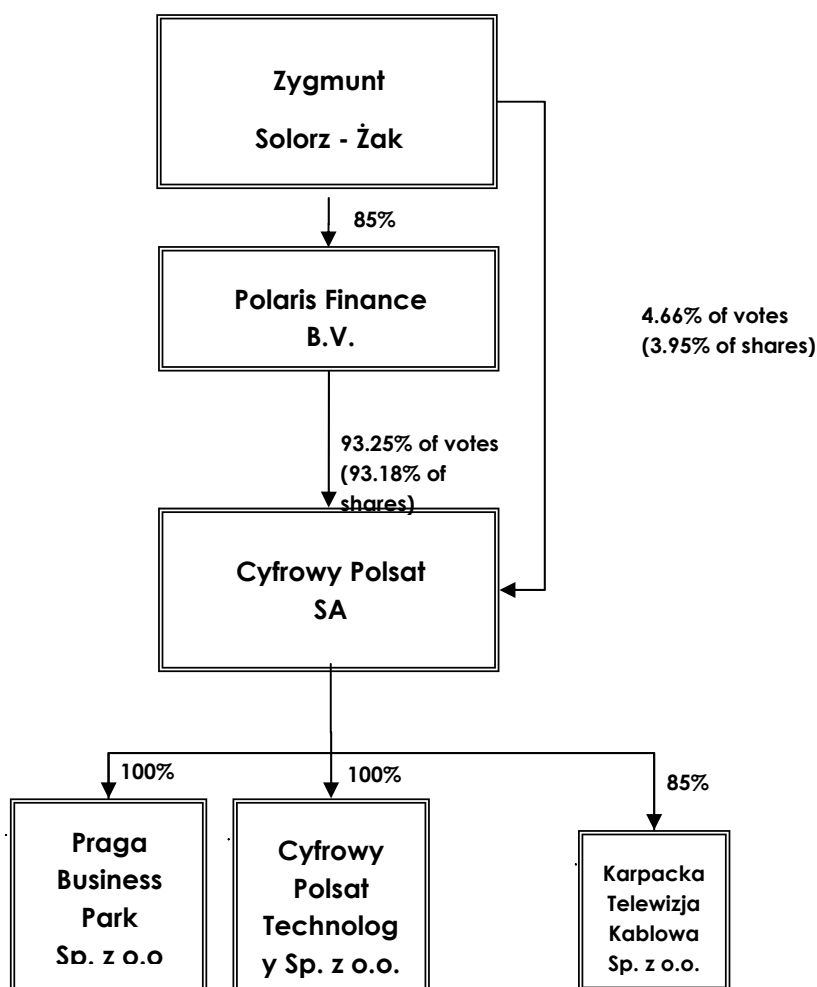 Zygmunt
Solorz - Żak
85%
Polaris Finance
B.V.
4.66% of votes
(3.95% of shares)
93.25% of votes
(93.18% of
shares)
Cyfrowy Polsat
SA
100%
100%
85%
Praga
Business
Park
Sp. z o.o
Cyfrowy
Polsat
Technolog
y Sp. z o.o.
Karpacka
Telewizja
Kablowa
Sp. z o.o.